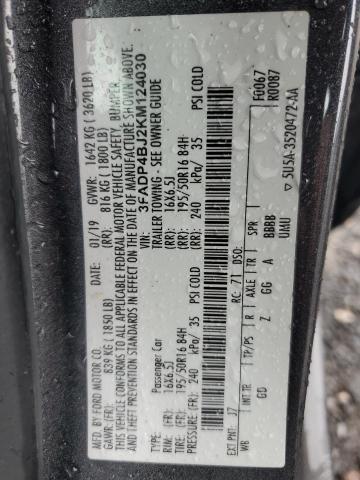 MFD. BY FORD MOTOR CO.
DATE: 01/19 GVWR: 1642 KG ( 3620 LB)
GAWR: (FR): 839 KG ( 1850 LB) (RR): 816 KG ( 1800 LB)
THIS VEHICLE CONFORMS TO ALL APPLICABLE FEDERAL MOTOR VEHICLE SAFETY, BUMPER,
AND THEFT PREVENTION STANDARDS IN EFFECT ON THE DATE OF MANUFACTURE SHOWN ABOVE.
VIN: 3FADP4BJ2KM124030
TYPE: Passenger Car TRAILER TOWING - SEE OWNER GUIDE
RIM: (FR): 16X6.5J (RR): 16X6.5J
TIRE: (FR): 195/50R16 84H (RR): 195/50R16 84H
PRESSURE: (FR): 240 kPa/ 35 PSI COLD (RR): 240 kPa/ 35 PSI COLD
EXT PNT: J7 RC: 71 DSO: F0067
R0087
WB INT TR TP/PS R AXLE TR SPR
GD Z GG A BBBB
UMU
▽ 5U5A-3520472-AA